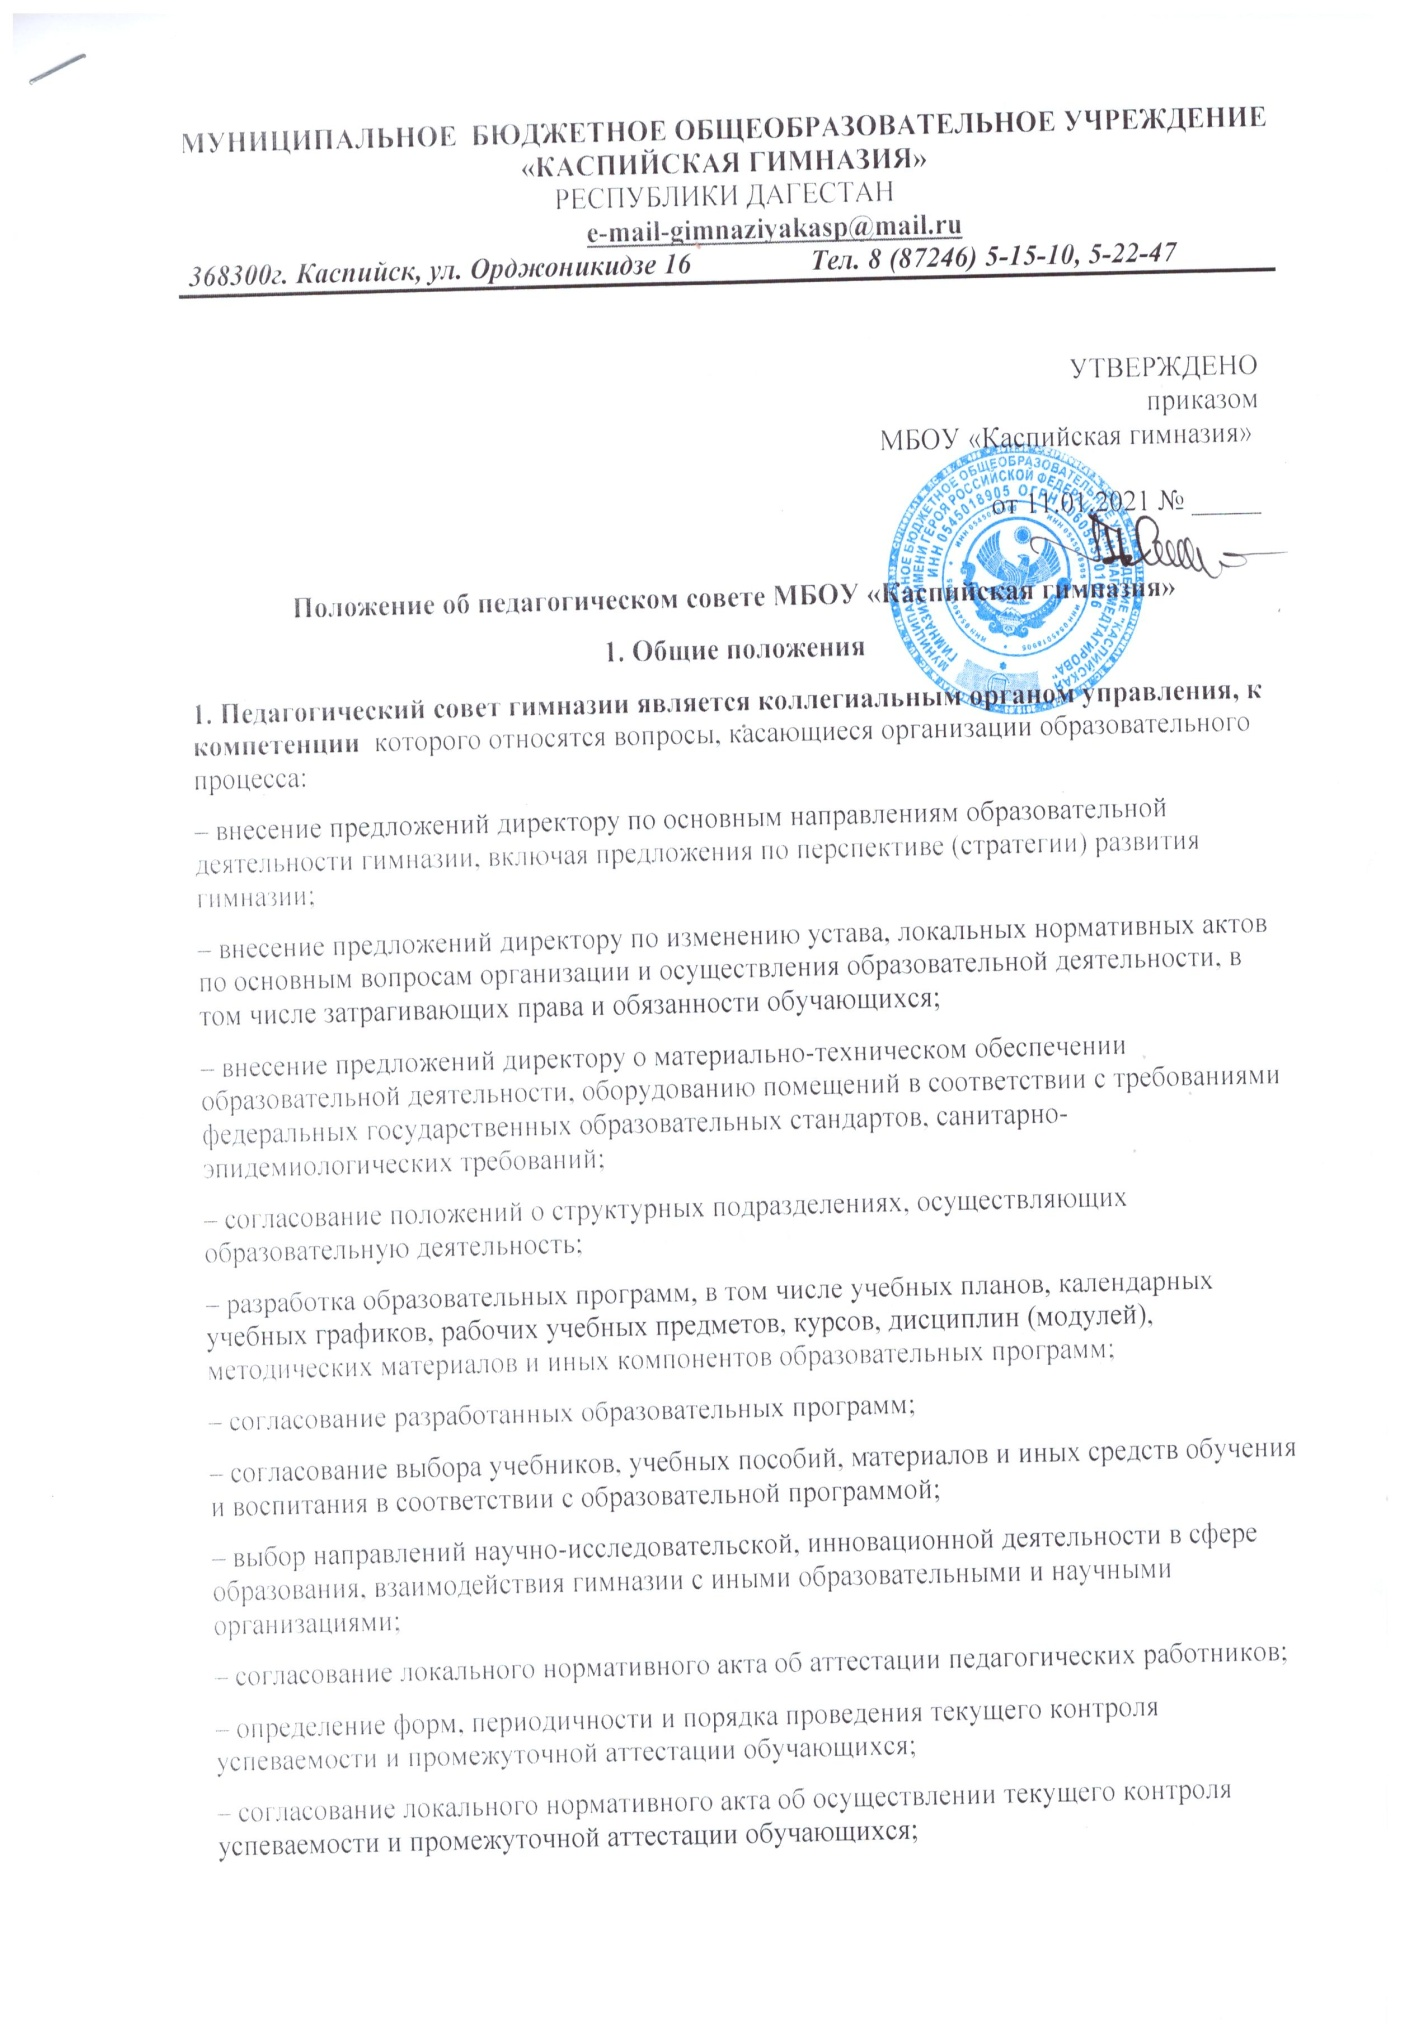 МУНИЦИПАЛЬНОЕ БЮДЖЕТНОЕ ОБЩЕОБРАЗОВАТЕЛЬНОЕ УЧРЕЖДЕНИЕ
«КАСПИЙСКАЯ ГИМНАЗИЯ»
РЕСПУБЛИКИ ДАГЕСТАН
e-mail-gimnaziyakasp@mail.ru
368300г. Каспийск, ул. Орджоникидзе 16 Тел. 8 (87246) 5-15-10, 5-22-47
УТВЕРЖДЕНО
приказом
МБОУ «Каспийская гимназия»
от 11.01.2021 № _____
Положение об педагогическом совете МБОУ «Каспийская гимназия»
1. Общие положения
1. Педагогический совет гимназии является коллегиальным органом управления, к
компетенции которого относятся вопросы, касающиеся организации образовательного
процесса:
– внесение предложений директору по основным направлениям образовательной
деятельности гимназии, включая предложения по перспективе (стратегии) развития
гимназии;
– внесение предложений директору по изменению устава, локальных нормативных актов
по основным вопросам организации и осуществления образовательной деятельности, в
том числе затрагивающих права и обязанности обучающихся;
– внесение предложений директору о материально-техническом обеспечении
образовательной деятельности, оборудованию помещений в соответствии с требованиями
федеральных государственных образовательных стандартов, санитарно-
эпидемиологических требований;
– согласование положений о структурных подразделениях, осуществляющих
образовательную деятельность;
– разработка образовательных программ, в том числе учебных планов, календарных
учебных графиков, рабочих учебных предметов, курсов, дисциплин (модулей),
методических материалов и иных компонентов образовательных программ;
– согласование разработанных образовательных программ;
– согласование выбора учебников, учебных пособий, материалов и иных средств обучения
и воспитания в соответствии с образовательной программой;
– выбор направлений научно-исследовательской, инновационной деятельности в сфере
образования, взаимодействия гимназии с иными образовательными и научными
организациями;
– согласование локального нормативного акта об аттестации педагогических работников;
– определение форм, периодичности и порядка проведения текущего контроля
успеваемости и промежуточной аттестации обучающихся;
– согласование локального нормативного акта об осуществлении текущего контроля
успеваемости и промежуточной аттестации обучающихся;